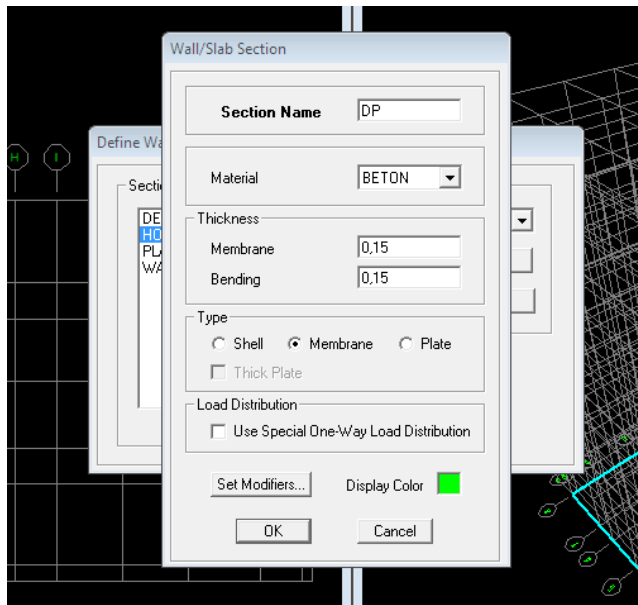 Wall/Slab Section
Section Name DP
Define Wa
H I
Material BETON
Secti
DE
HO
PLA
WA
Thickness
Membrane 0,15
Bending 0,15
Type
Shell Membrane Plate
Thick Plate
Load Distribution
Use Special One-Way Load Distribution
Set Modifiers... Display Color
OK Cancel